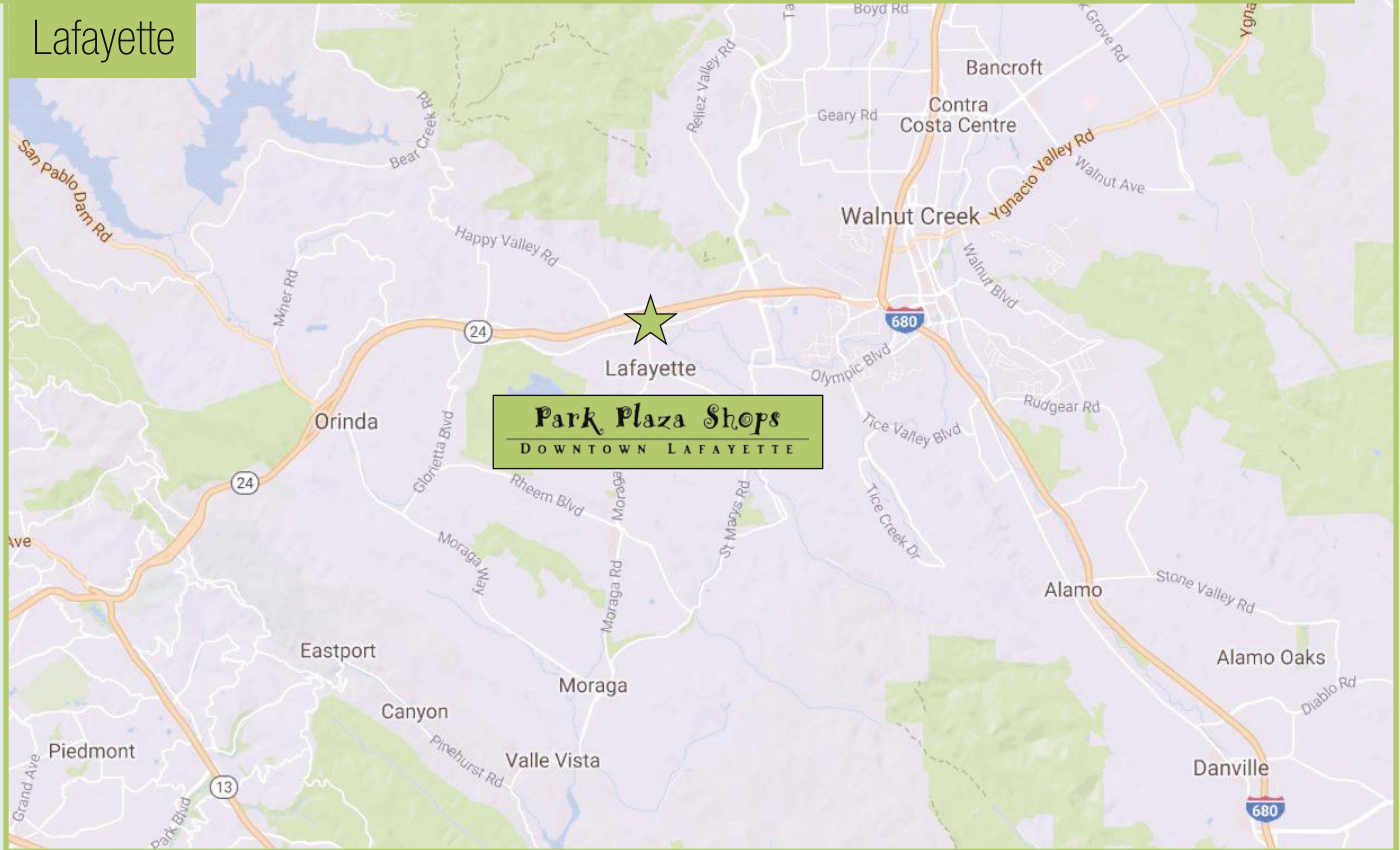 Lafayette
Boyd Rd
Bancroft
Contra
Costa Centre
Geary Rd
Reliez Valley Rd
Bear Creek Rd
San Pablo Dam Rd
Ygnacio Valley Rd
Walnut Ave
Walnut Creek
Happy Valley Rd
Walnut Blvd
Miner Rd
24
680
Lafayette
Olympic Blvd
Park Plaza Shops
Downtown Lafayette
Orinda
Glorietta Blvd
Rudgear Rd
Tice Valley Blvd
24
Rheem Blvd
Moraga
St Marys Rd
Tice Creek Dr
Ave
Moraga Way
Moraga Rd
Alamo
Stone Valley Rd
Eastport
Alamo Oaks
Moraga
Diablo Rd
Canyon
Piedmont
Pinehurst Rd
Valle Vista
Danville
Grand Ave
13
Park Blvd
680